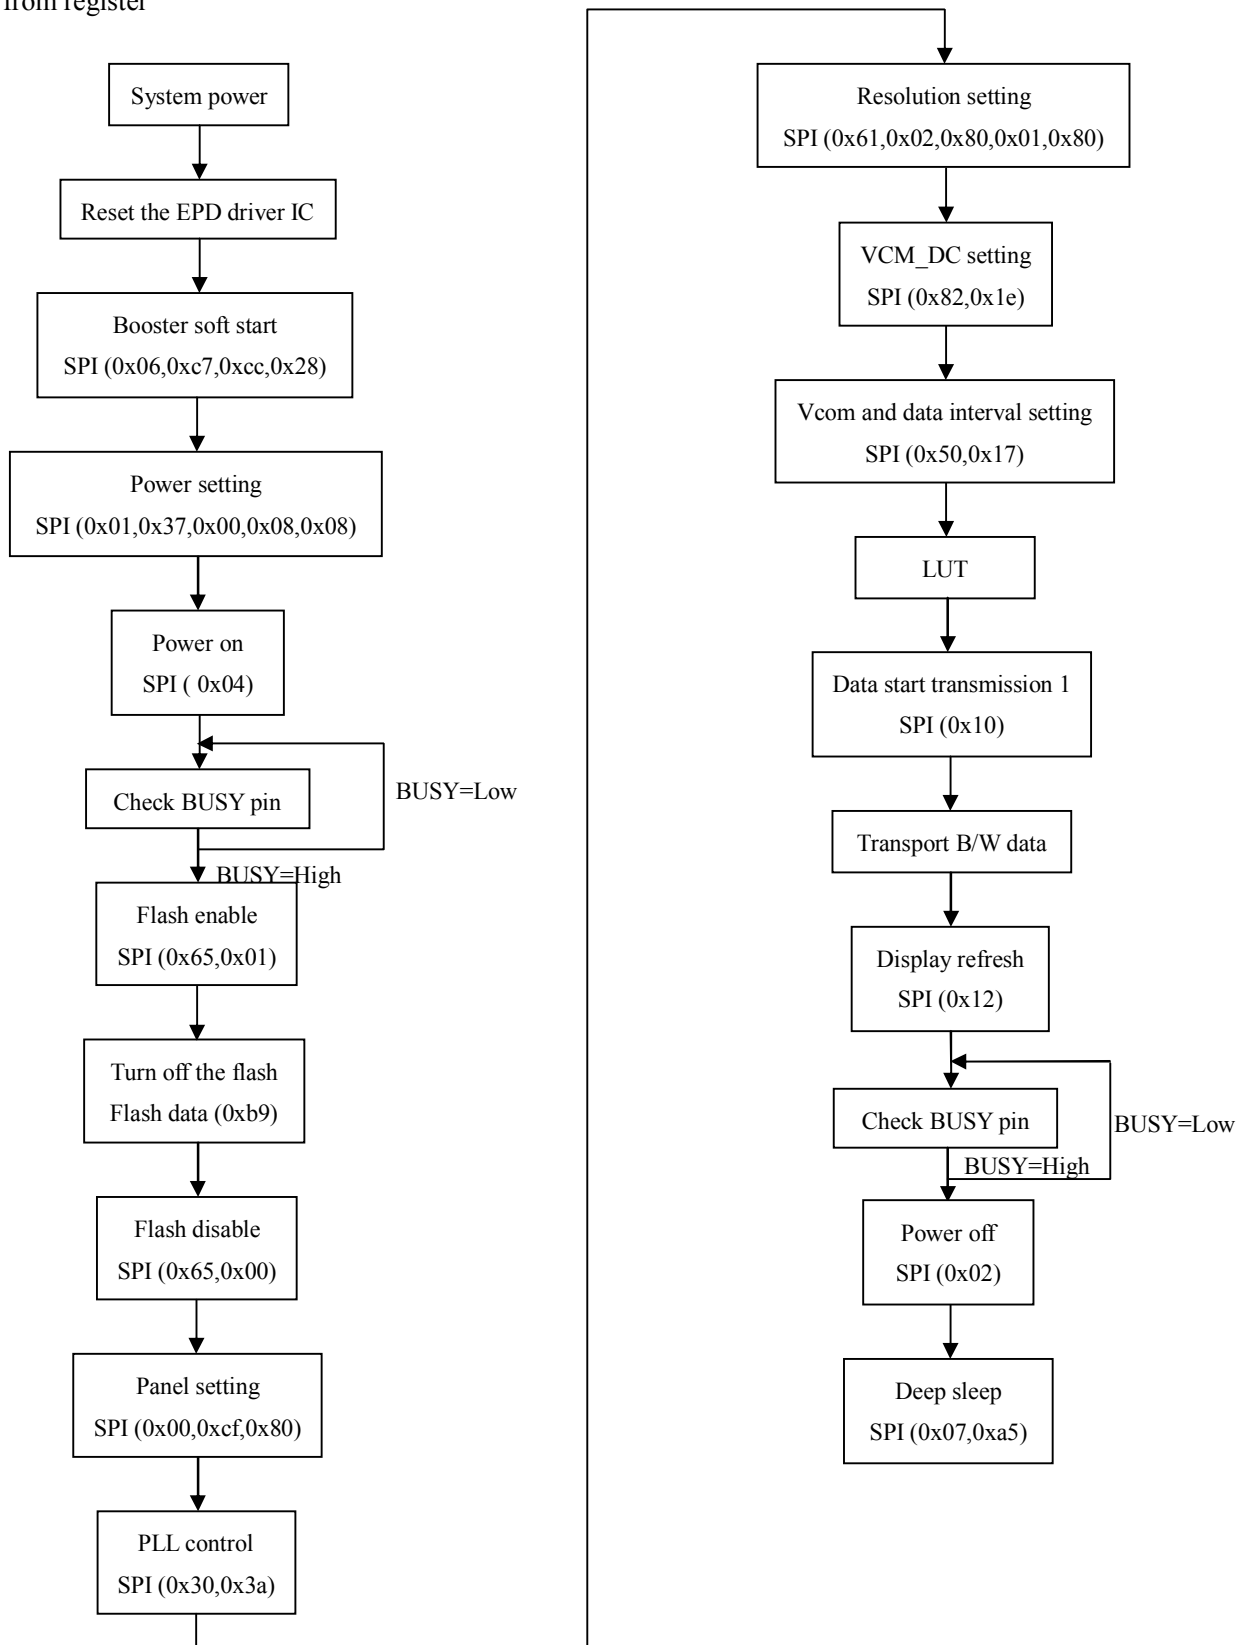 from register
System power
Reset the EPD driver IC
Booster soft start
SPI (0x06,0xc7,0xcc,0x28)
Power setting
SPI (0x01,0x37,0x00,0x08,0x08)
Power on
SPI ( 0x04)
Check BUSY pin
BUSY=Low
BUSY=High
Flash enable
SPI (0x65,0x01)
Turn off the flash
Flash data (0xb9)
Flash disable
SPI (0x65,0x00)
Panel setting
SPI (0x00,0xcf,0x80)
PLL control
SPI (0x30,0x3a)
Resolution setting
SPI (0x61,0x02,0x80,0x01,0x80)
VCM_DC setting
SPI (0x82,0x1e)
Vcom and data interval setting
SPI (0x50,0x17)
LUT
Data start transmission 1
SPI (0x10)
Transport B/W data
Display refresh
SPI (0x12)
Check BUSY pin
BUSY=Low
BUSY=High
Power off
SPI (0x02)
Deep sleep
SPI (0x07,0xa5)